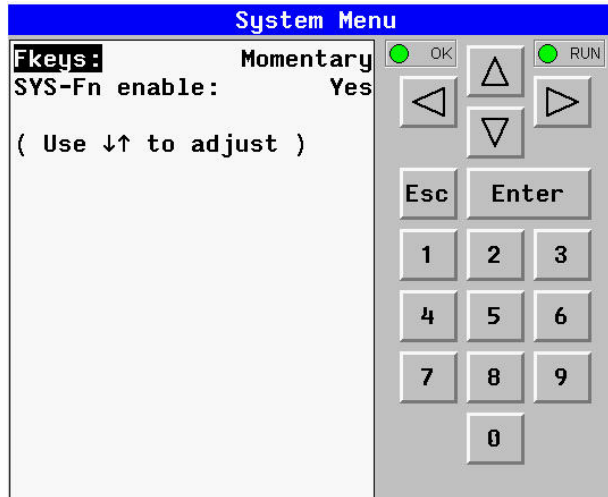 System Menu
Fkeys: Momentary
SYS-Fn enable: Yes
( Use ↓↑ to adjust )
OK
RUN
Esc
Enter
1 2 3
4 5 6
7 8 9
0